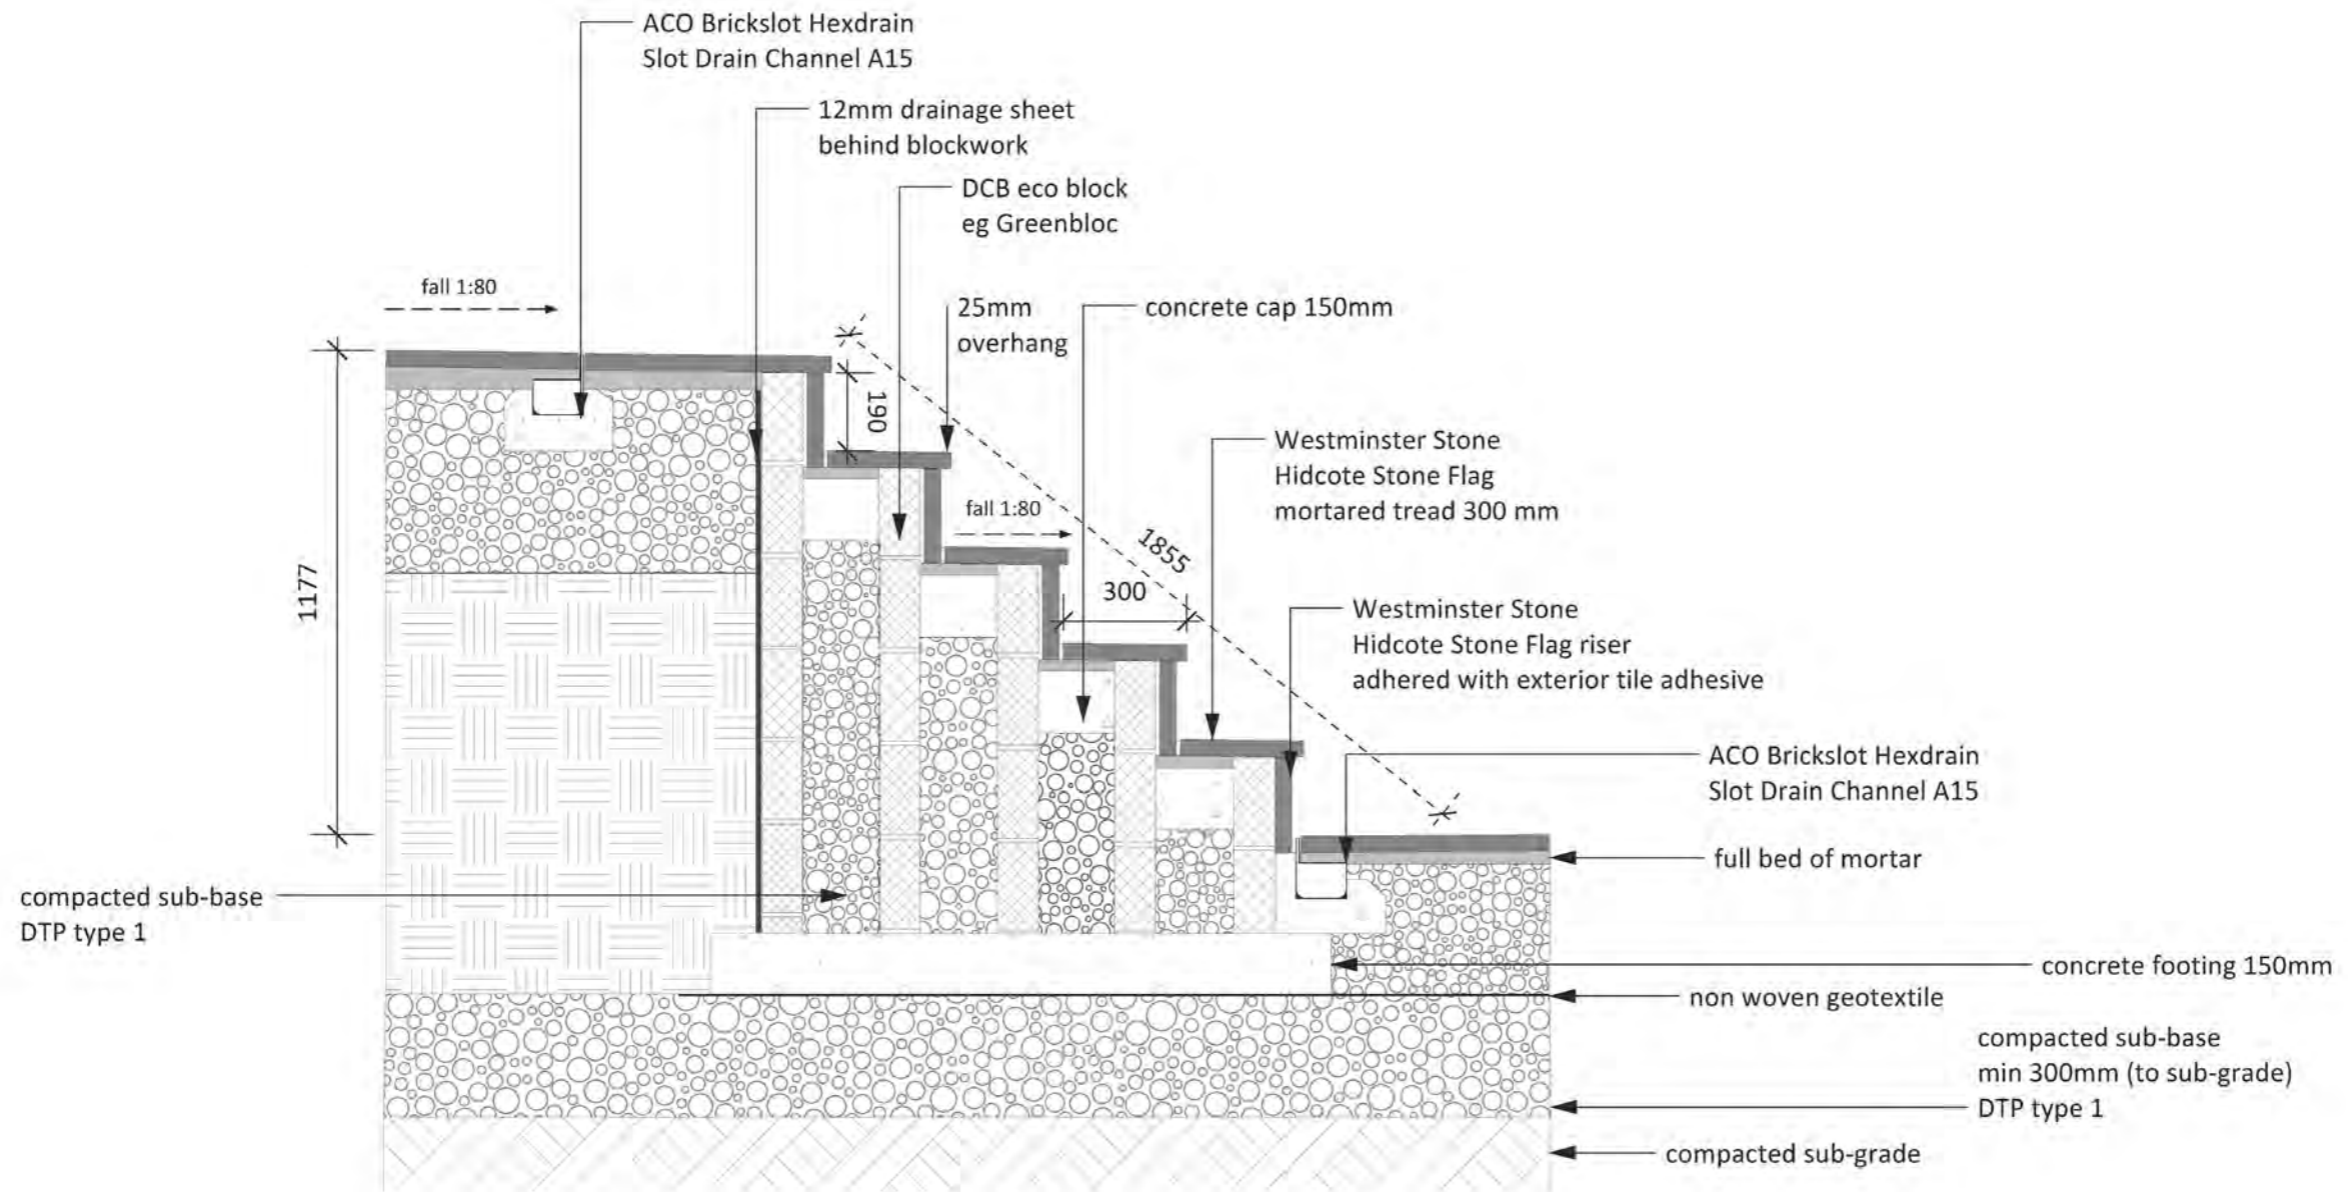 ACO Brickslot Hexdrain
Slot Drain Channel A15
12mm drainage sheet
behind blockwork
DCB eco block
eg Greenbloc
fall 1:80
25mm
overhang
concrete cap 150mm
190
Westminster Stone
Hidcote Stone Flag
mortared tread 300 mm
fall 1:80
1855
300
1177
Westminster Stone
Hidcote Stone Flag riser
adhered with exterior tile adhesive
ACO Brickslot Hexdrain
Slot Drain Channel A15
full bed of mortar
compacted sub-base
DTP type 1
concrete footing 150mm
non woven geotextile
compacted sub-base
min 300mm (to sub-grade)
DTP type 1
compacted sub-grade